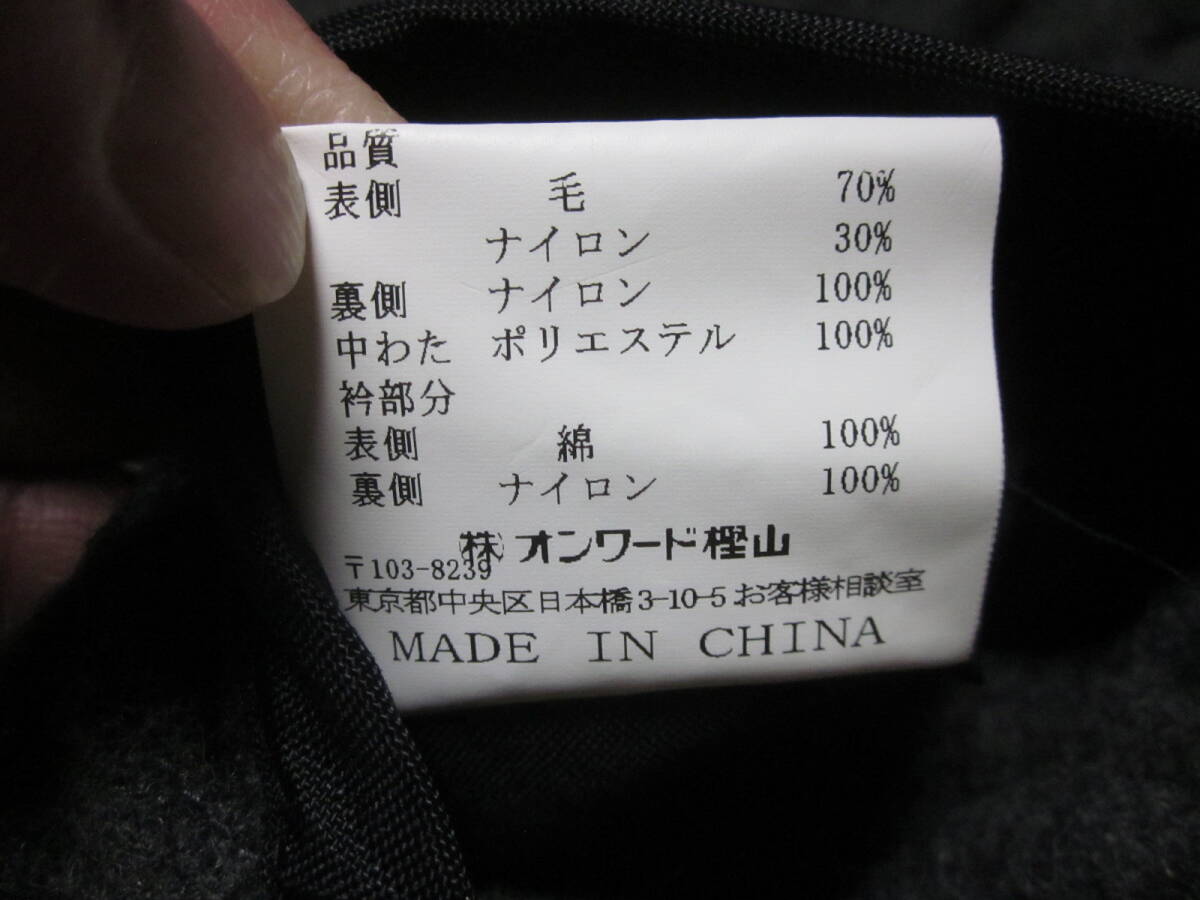 品質
表側 毛 70%
ナイロン 30%
裏側 ナイロン 100%
中わた ポリエステル 100%
衿部分
表側 綿 100%
裏側 ナイロン 100%
㈱オンワード樫山
〒103-8239
東京都中央区日本橋3-10-5お客様相談室
MADE IN CHINA